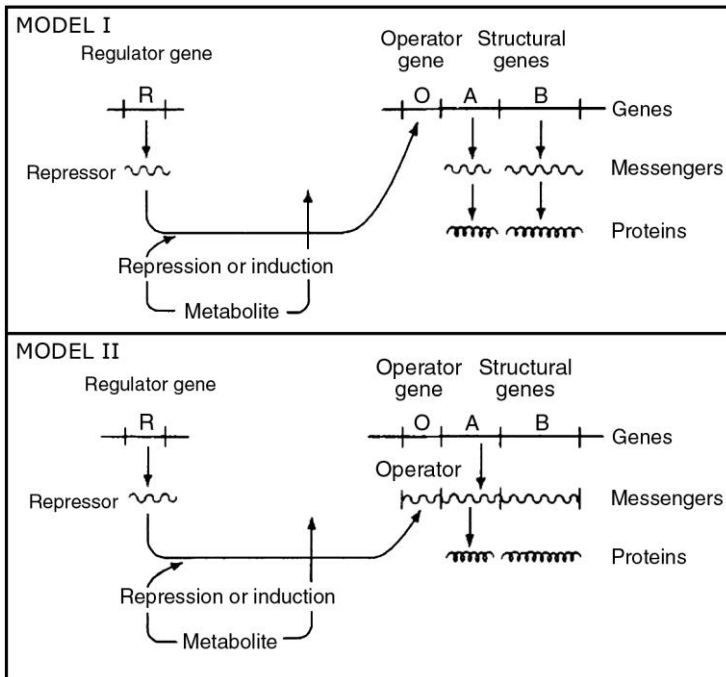 MODEL I
Regulator gene
Operator gene
Structural genes
R
O A B
Genes
Repressor
Messengers
Proteins
Repression or induction
Metabolite
MODEL II
Regulator gene
Operator gene
Structural genes
R
O A B
Genes
Operator
Repressor
Messengers
Proteins
Repression or induction
Metabolite